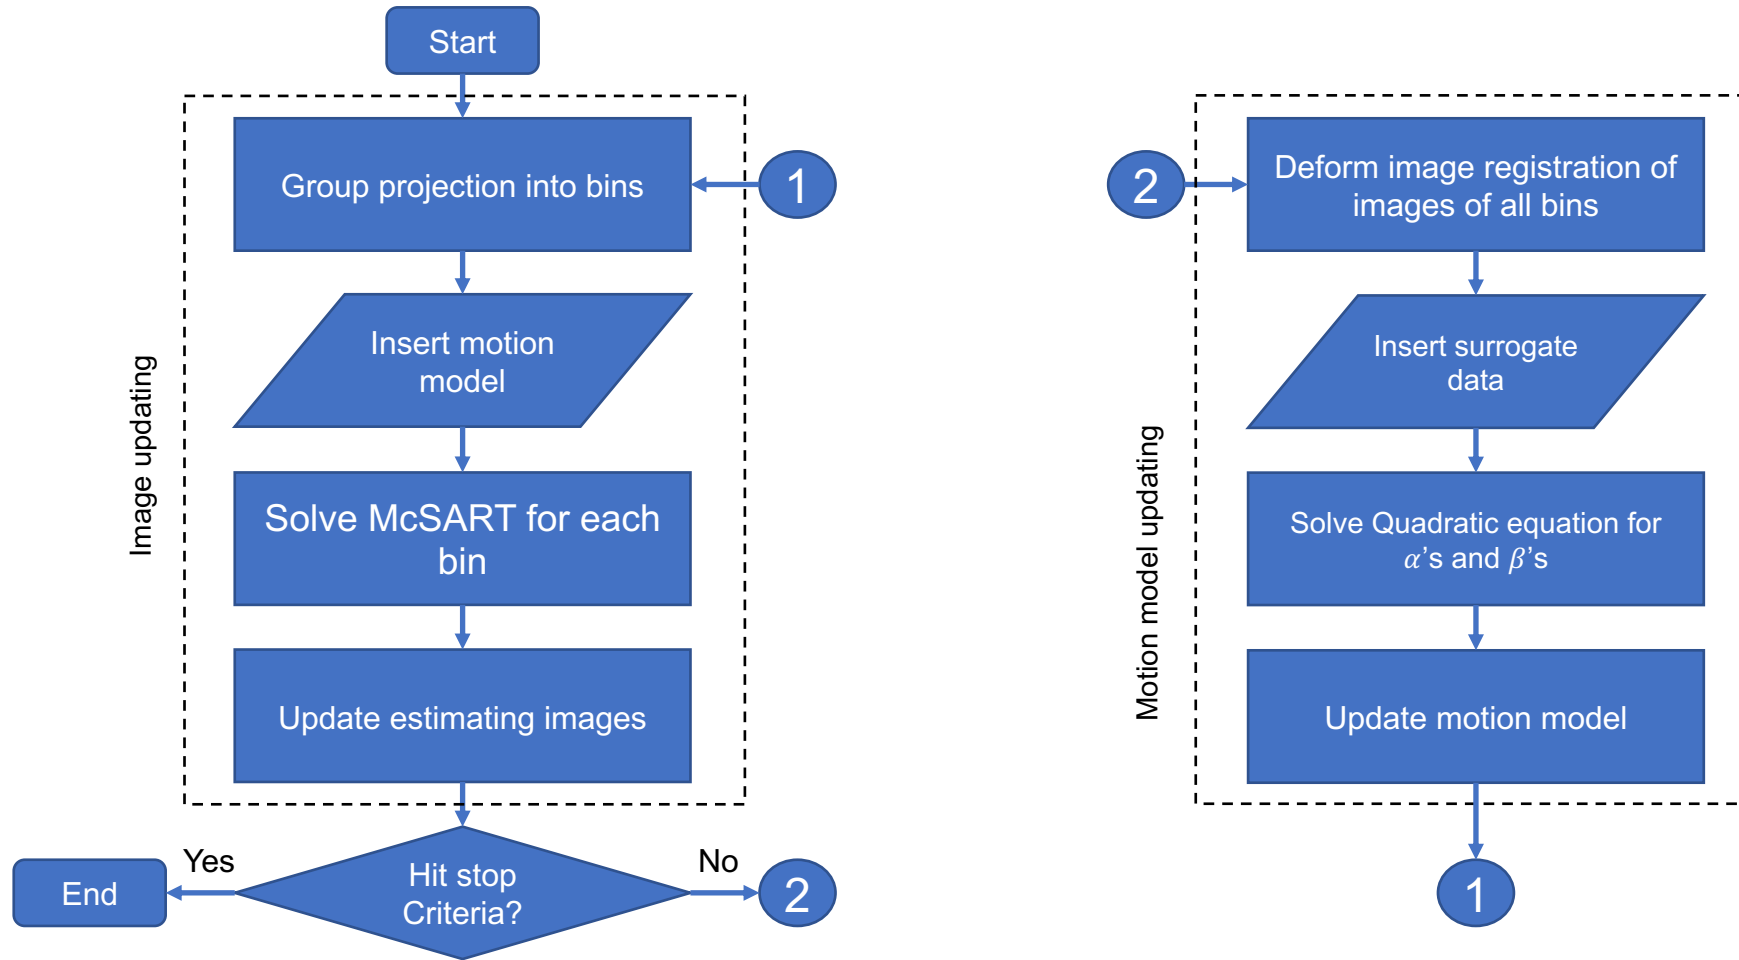 Start
Group projection into bins
1
Insert motion
model
Solve McSART for each
bin
Update estimating images
Image updating
Hit stop
Criteria?
Yes
End
No
2
2
Deform image registration of
images of all bins
Insert surrogate
data
Solve Quadratic equation for
𝛼's and 𝛽's
Update motion model
Motion model updating
1